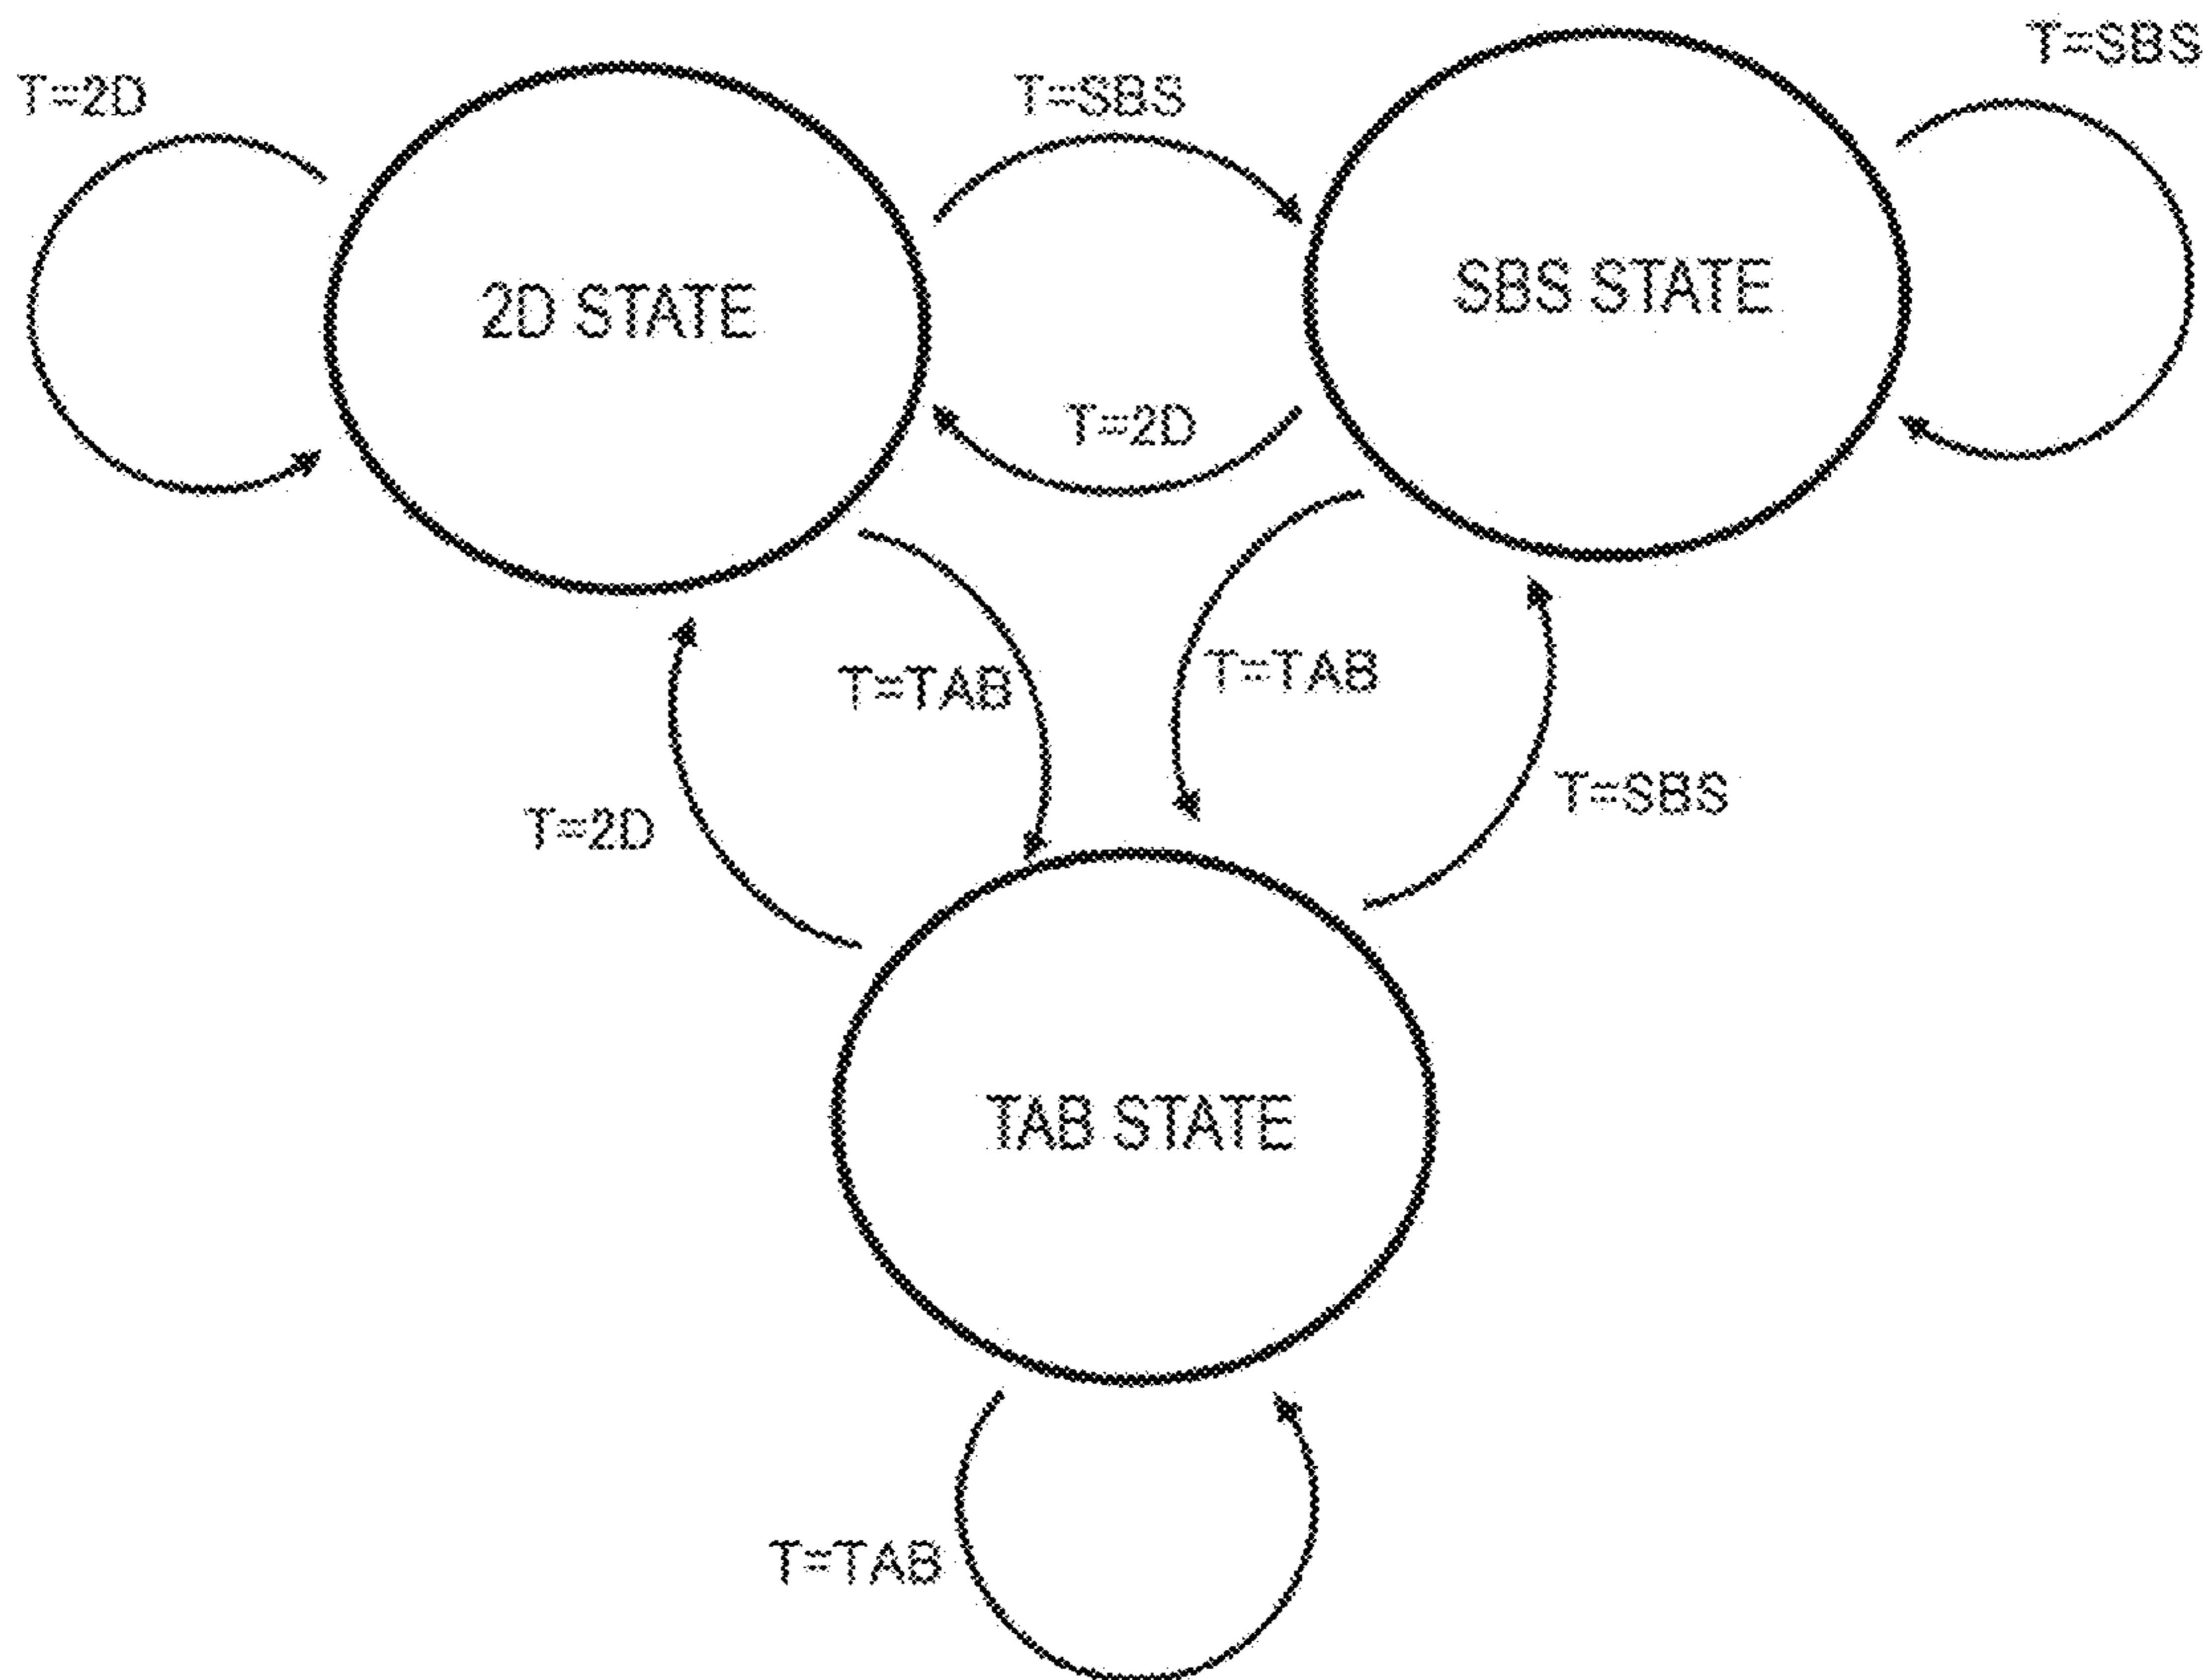 T=SBS
T=2D
T=SBS
2D STATE
SBS STATE
T=2D
T=TAB
T=TAB
T=SBS
T=2D
TAB STATE
T=TAB